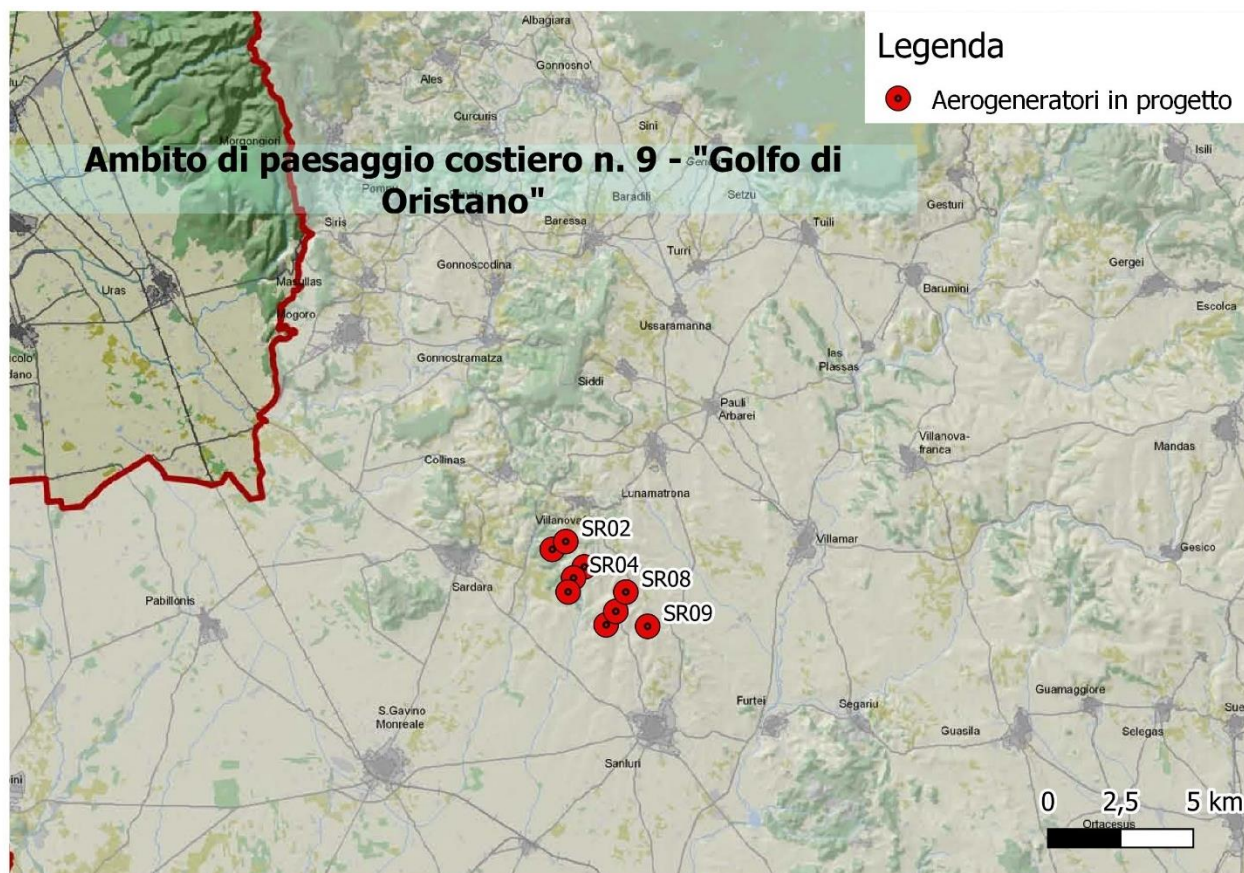 Albagiara
Legenda
Aerogeneratori in progetto
Gonnosno'
Ales
Curcuris
Sini
Morgongiori
Isili
Ambito di paesaggio costiero n. 9 - "Golfo di
Oristano"
Baradili
Setzu
Gesturi
Siris
Baressa
Tuili
Turri
Gergei
Masullas
Gonnoscodina
Uras
Barumini
Escolca
Mogoro
Ussaramanna
Gonnostramatza
las
Plassas
Siddi
Pauli
Arbarei
Villanova-
franca
Mandas
Collinas
Lunamatrona
Villanova
SR02
Villamar
Gesico
SR04
Sardara
SR08
Pabillonis
SR09
Guamaggiore
S.Gavino
Monreale
Furtei
Segariu
Guasila
Selegas
Sanluri
0 2,5 5 km
Ortacesus